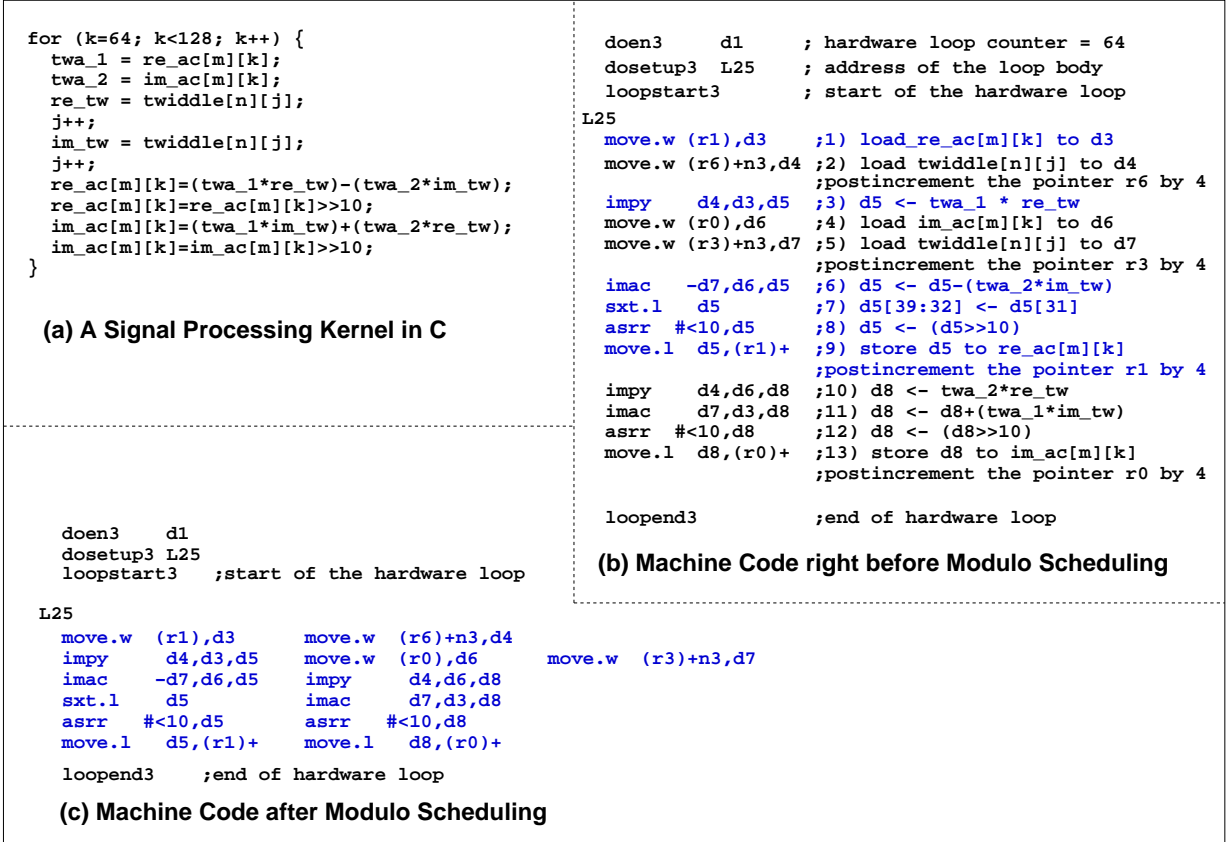 for (k=64; k<128; k++) {
twa_1 = re_ac[m][k];
twa_2 = im_ac[m][k];
re_tw = twiddle[n][j];
j++;
im_tw = twiddle[n][j];
j++;
re_ac[m][k]=(twa_1*re_tw)-(twa_2*im_tw);
re_ac[m][k]=re_ac[m][k]>>10;
im_ac[m][k]=(twa_1*im_tw)+(twa_2*re_tw);
im_ac[m][k]=im_ac[m][k]>>10;
}
(a) A Signal Processing Kernel in C
doen3 d1 ; hardware loop counter = 64
dosetup3 L25 ; address of the loop body
loopstart3 ; start of the hardware loop
L25
move.w (r1),d3 ;1) load_re_ac[m][k] to d3
move.w (r6)+n3,d4 ;2) load twiddle[n][j] to d4
;postincrement the pointer r6 by 4
impy d4,d3,d5 ;3) d5 <- twa_1 * re_tw
move.w (r0),d6 ;4) load im_ac[m][k] to d6
move.w (r3)+n3,d7 ;5) load twiddle[n][j] to d7
;postincrement the pointer r3 by 4
imac -d7,d6,d5 ;6) d5 <- d5-(twa_2*im_tw)
sxt.l d5 ;7) d5[39:32] <- d5[31]
asrr #<10,d5 ;8) d5 <- (d5>>10)
move.l d5,(r1)+ ;9) store d5 to re_ac[m][k]
;postincrement the pointer r1 by 4
impy d4,d6,d8 ;10) d8 <- twa_2*re_tw
imac d7,d3,d8 ;11) d8 <- d8+(twa_1*im_tw)
asrr #<10,d8 ;12) d8 <- (d8>>10)
move.l d8,(r0)+ ;13) store d8 to im_ac[m][k]
;postincrement the pointer r0 by 4
loopend3 ;end of hardware loop
(b) Machine Code right before Modulo Scheduling
doen3 d1
dosetup3 L25
loopstart3 ;start of the hardware loop
L25
move.w (r1),d3 move.w (r6)+n3,d4
impy d4,d3,d5 move.w (r0),d6 move.w (r3)+n3,d7
imac -d7,d6,d5 impy d4,d6,d8
sxt.l d5 imac d7,d3,d8
asrr #<10,d5 asrr #<10,d8
move.l d5,(r1)+ move.l d8,(r0)+
loopend3 ;end of hardware loop
(c) Machine Code after Modulo Scheduling